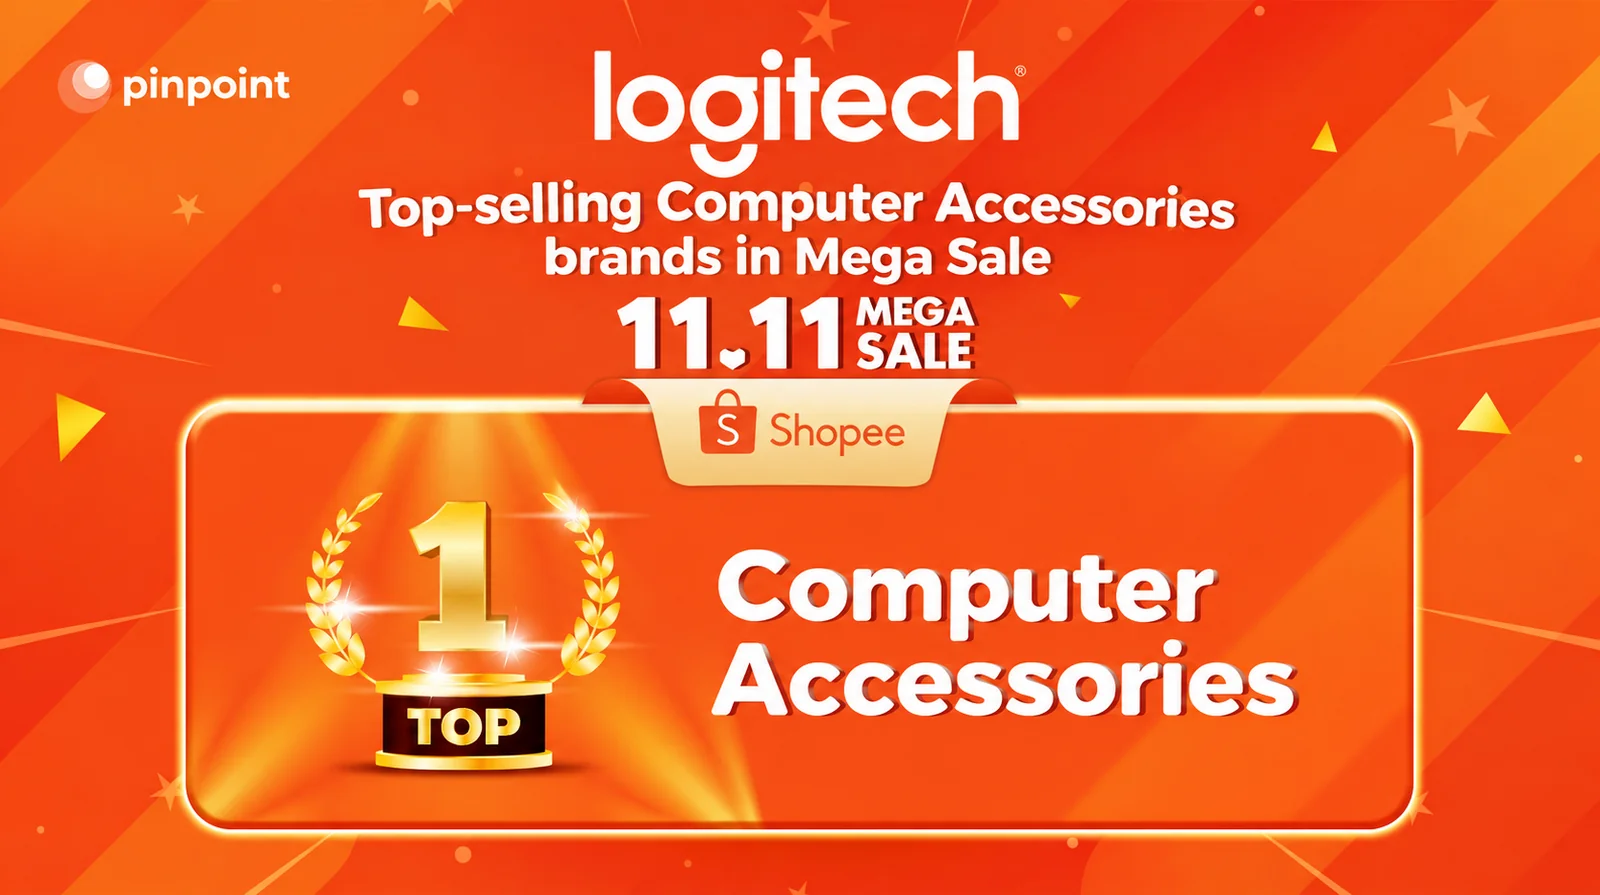 pinpoint
logitech®
Top-selling Computer Accessories
brands in Mega Sale
11.11 MEGA
SALE
S Shopee
1
TOP
Computer
Accessories